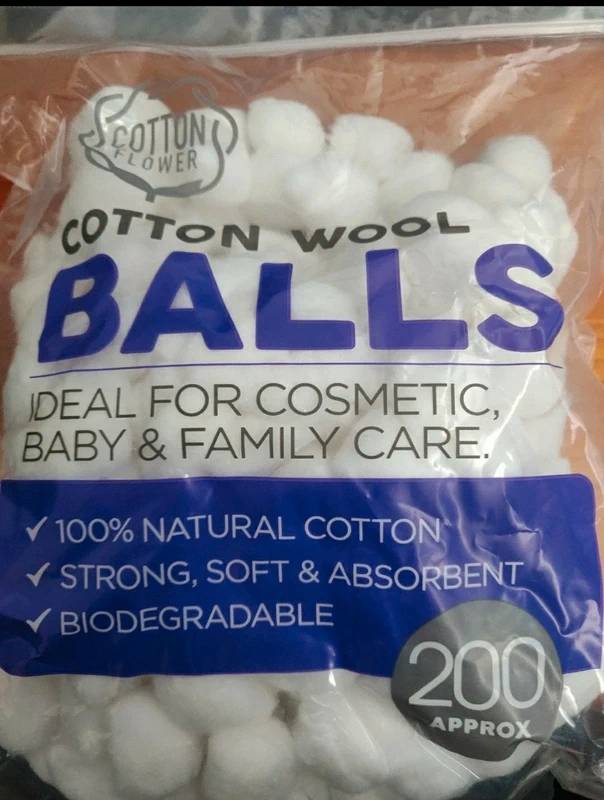 COTTON
FLOWER
COTTON WOOL
BALLS
IDEAL FOR COSMETIC,
BABY & FAMILY CARE.
✓ 100% NATURAL COTTON
✓ STRONG, SOFT & ABSORBENT
✓ BIODEGRADABLE
200
APPROX